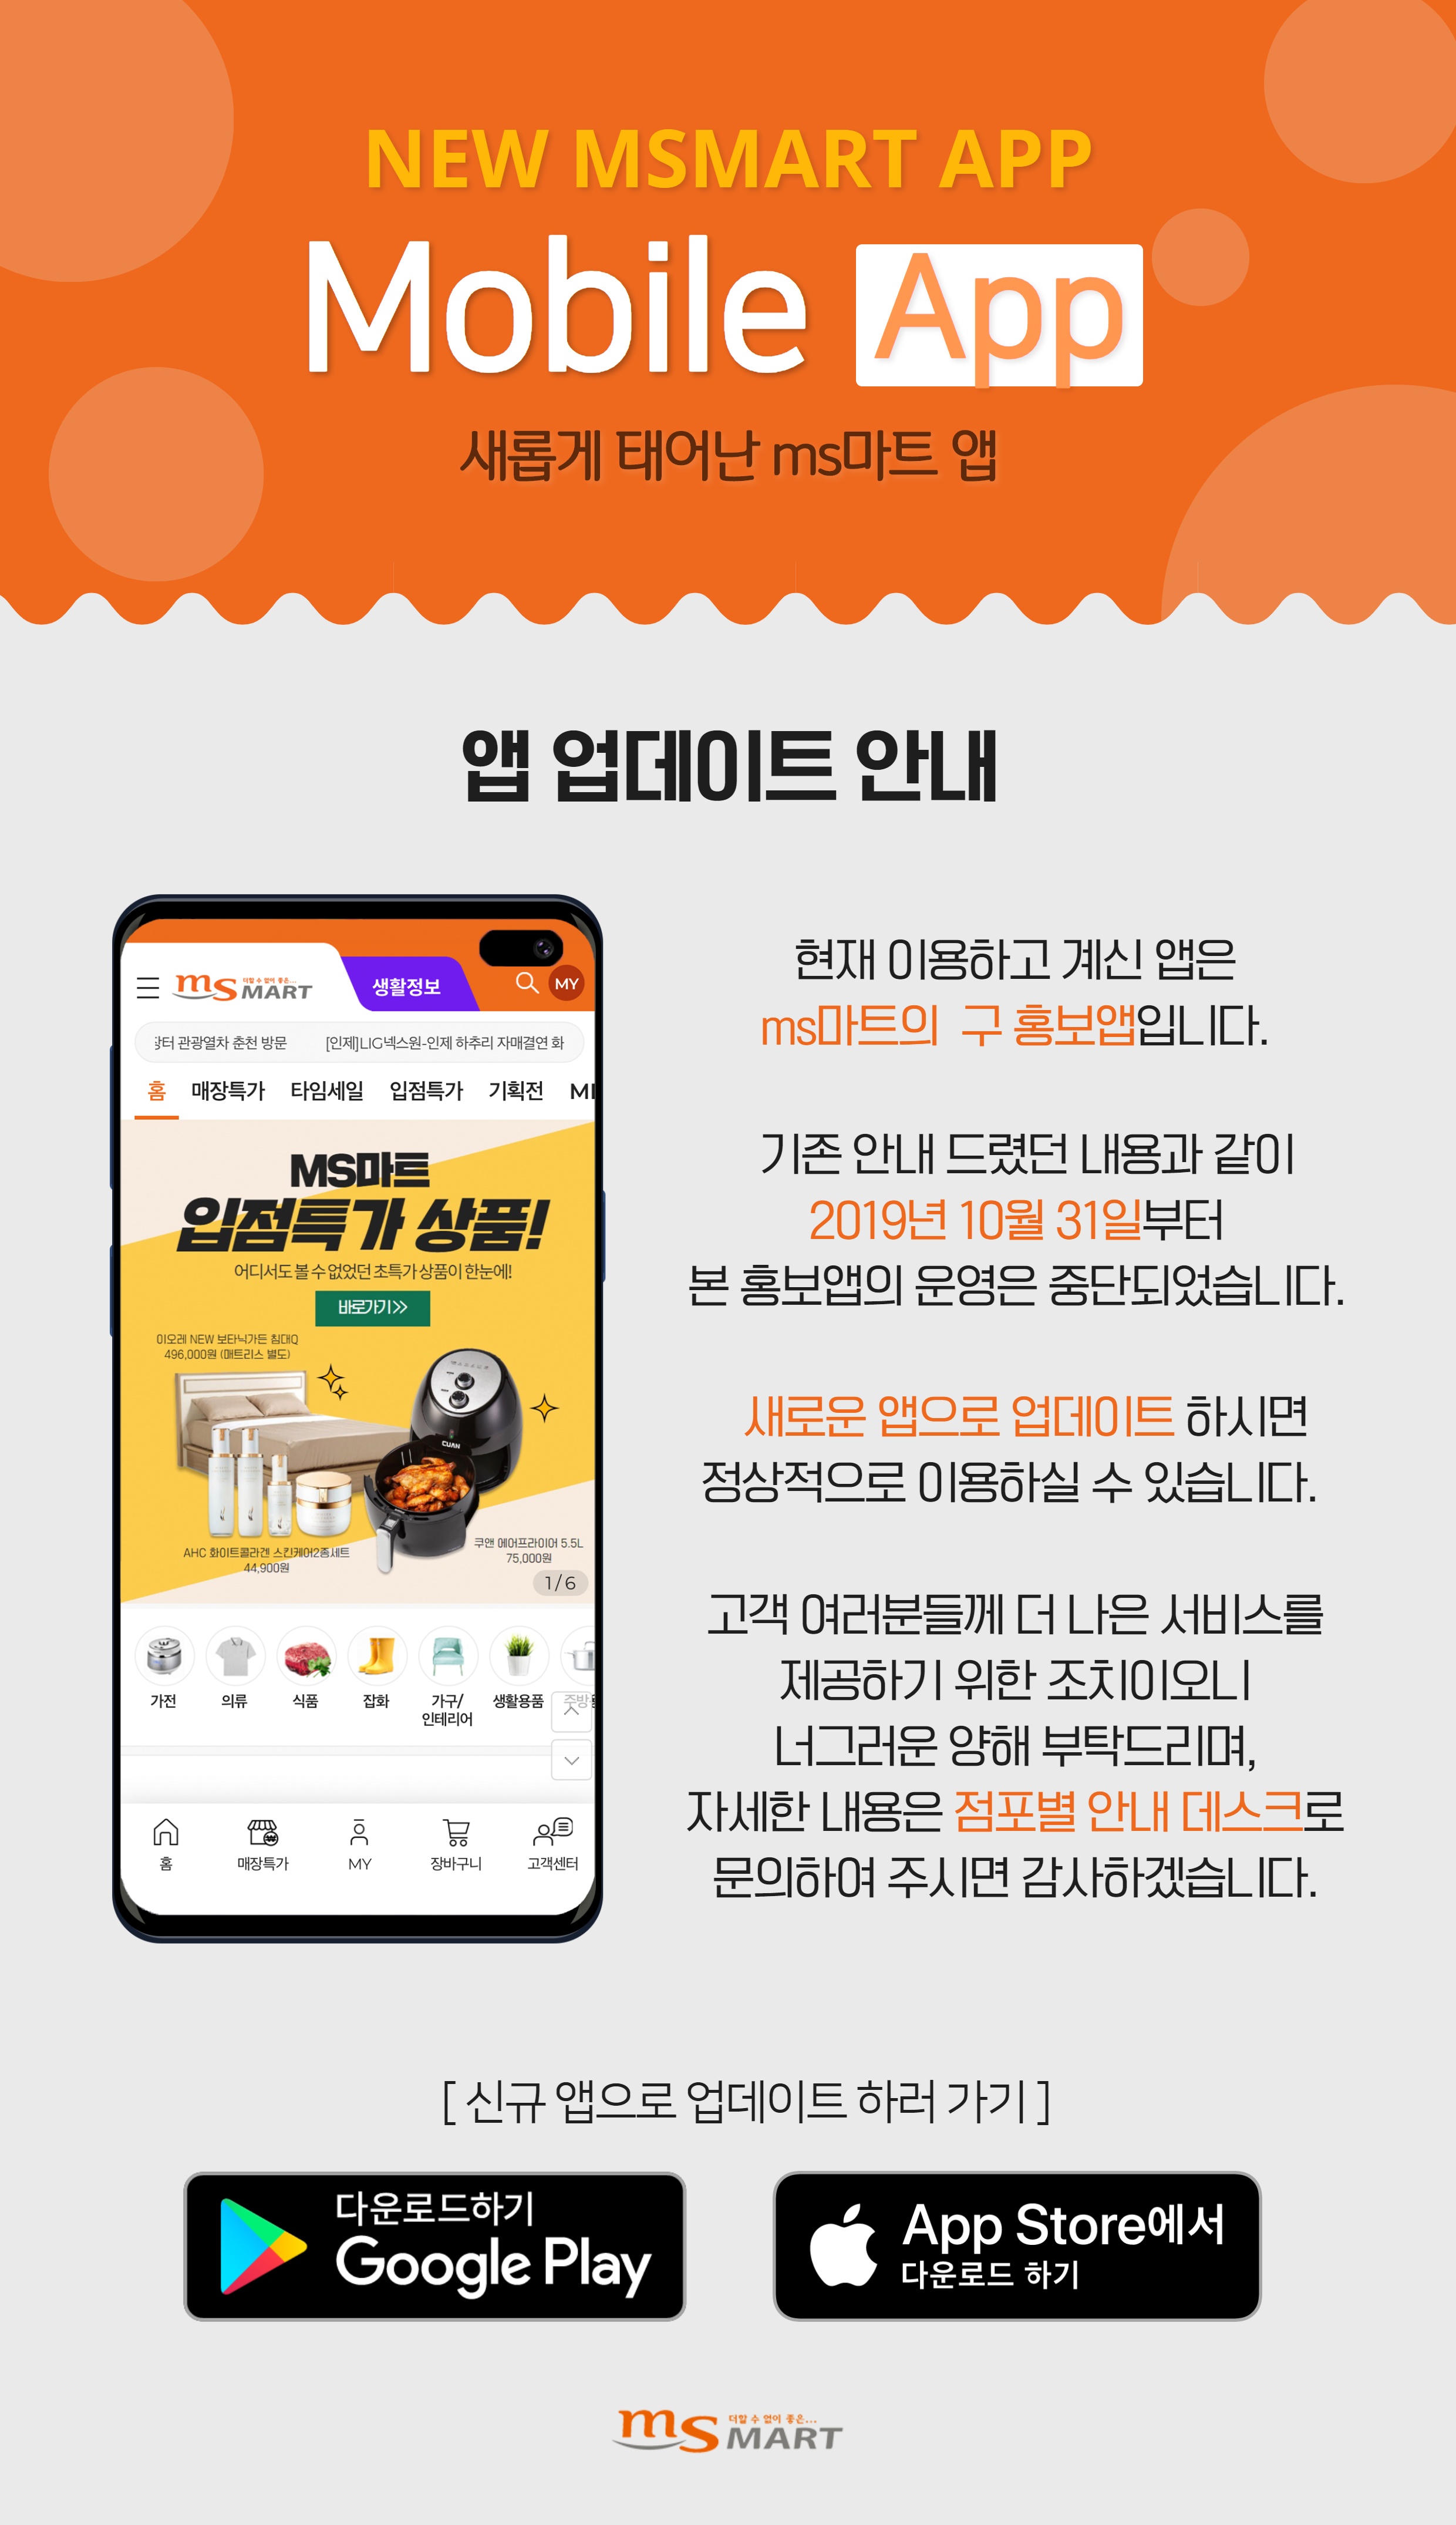 NEW MSMART APP
Mobile App
새롭게 태어난 ms마트 앱
앱 업데이트 안내
ms 더할 수 없이 좋은... MART
생활정보
MY
장터 관광열차 춘천 방문 [인제]LIG넥스원-인제 하추리 자매결연 화
홈 매장특가 타임세일 입점특가 기획전 MD
MS마트
입점특가 상품!
어디서도 볼 수 없었던 초특가 상품이 한눈에!
바로가기>>
이오레 NEW 보타닉가든 침대Q
496,000원 (매트리스 별도)
CUAN
AHC 화이트콜라겐 스킨케어2종세트
44,900원
쿠앤 에어프라이어 5.5L
75,000원
1/6
가전 의류 식품 잡화 가구/ 생활용품 주방
인테리어
홈 매장특가 MY 장바구니 고객센터
현재 이용하고 계신 앱은
ms마트의 구 홍보앱입니다.
기존 안내 드렸던 내용과 같이
2019년 10월 31일부터
본 홍보앱의 운영은 중단되었습니다.
새로운 앱으로 업데이트 하시면
정상적으로 이용하실 수 있습니다.
고객 여러분들께 더 나은 서비스를
제공하기 위한 조치이오니
너그러운 양해 부탁드리며,
자세한 내용은 점포별 안내 데스크로
문의하여 주시면 감사하겠습니다.
[ 신규 앱으로 업데이트 하러 가기 ]
다운로드하기
Google Play
App Store에서
다운로드 하기
ms 더할 수 없이 좋은... MART